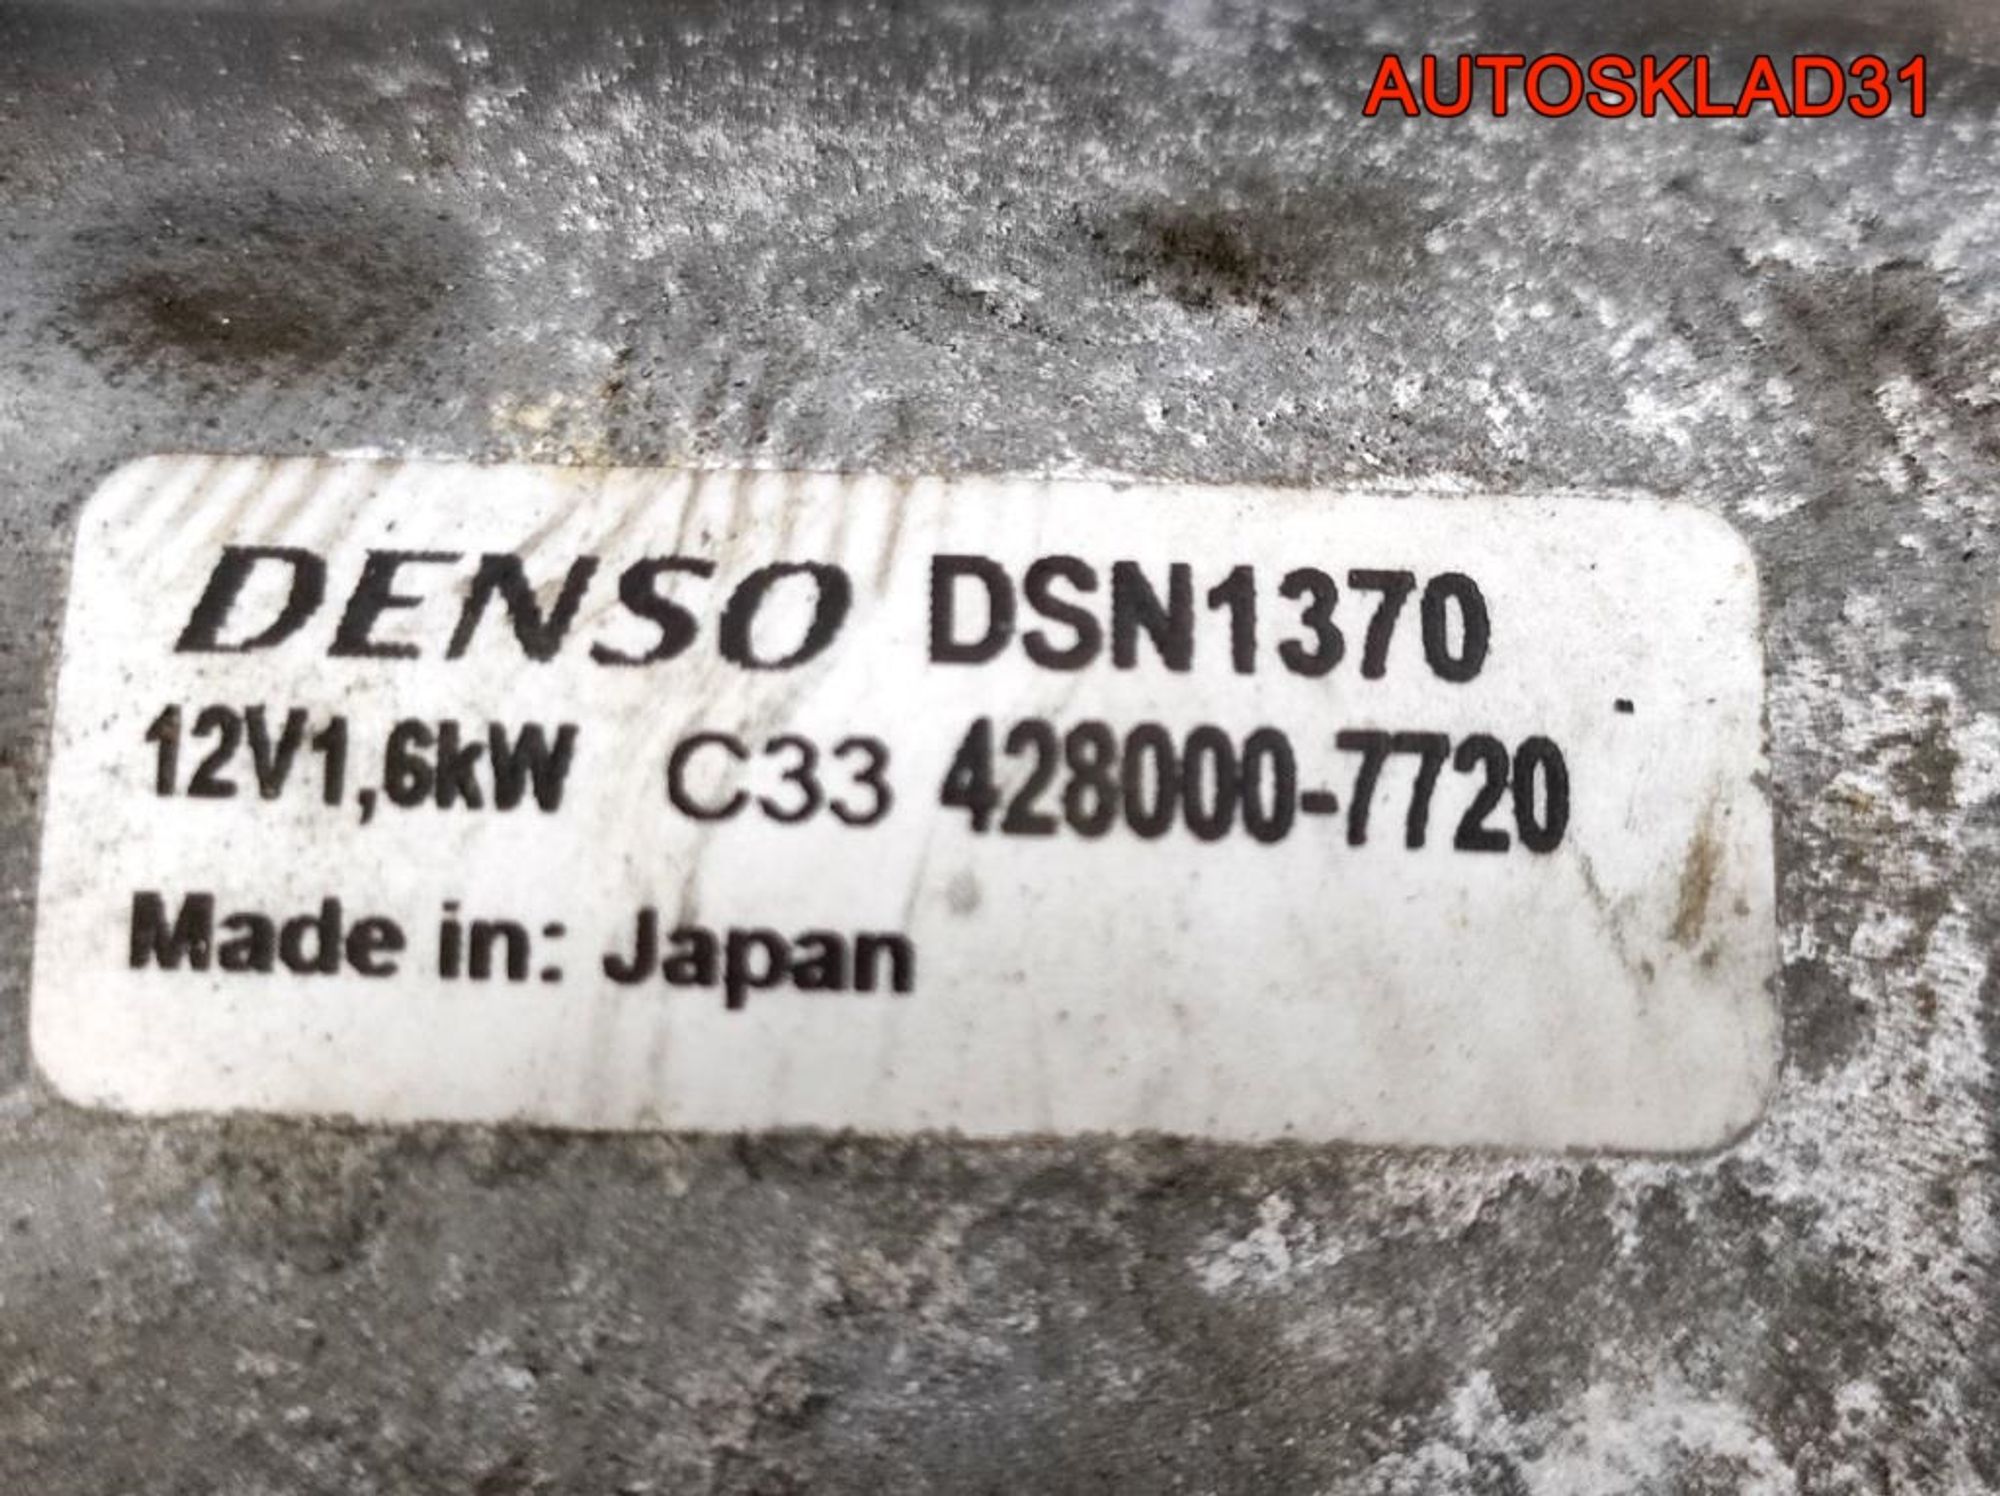 AUTOSKLAD31
DENSO DSN1370
12V1,6kW C33 428000-7720
Made in: Japan